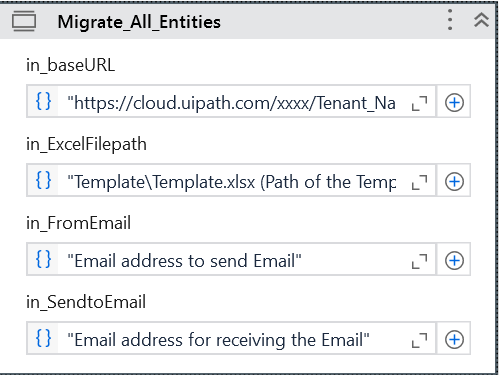 Migrate_All_Entities
in_baseURL
"https://cloud.uipath.com/xxxx/Tenant_Na
in_ExcelFilepath
"Template\Template.xlsx (Path of the Temp
in_FromEmail
"Email address to send Email"
in_SendtoEmail
"Email address for receiving the Email"